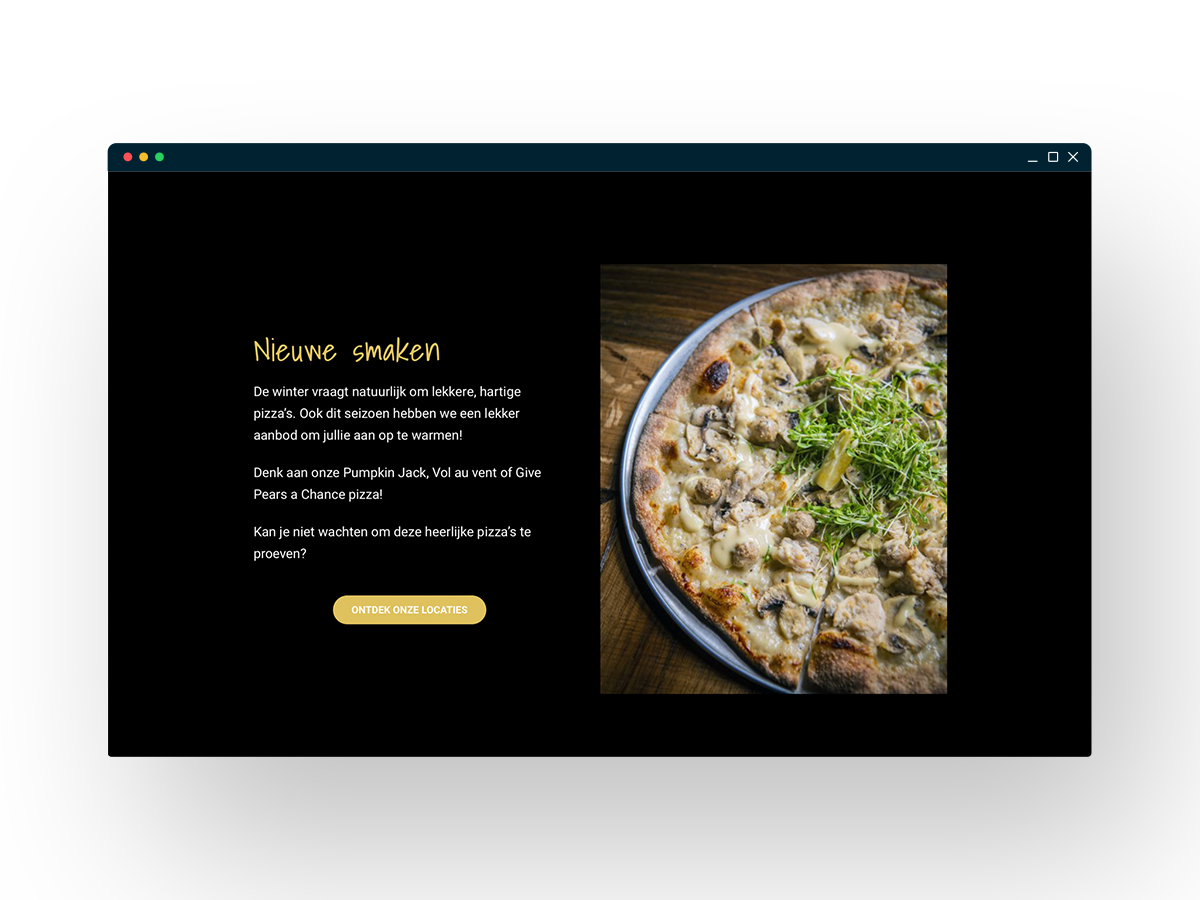 Nieuwe smaken
De winter vraagt natuurlijk om lekkere, hartige
pizza’s. Ook dit seizoen hebben we een lekker
aanbod om jullie aan op te warmen!
Denk aan onze Pumpkin Jack, Vol au vent of Give
Pears a Chance pizza!
Kan je niet wachten om deze heerlijke pizza’s te
proeven?
ONTDEK ONZE LOCATIES